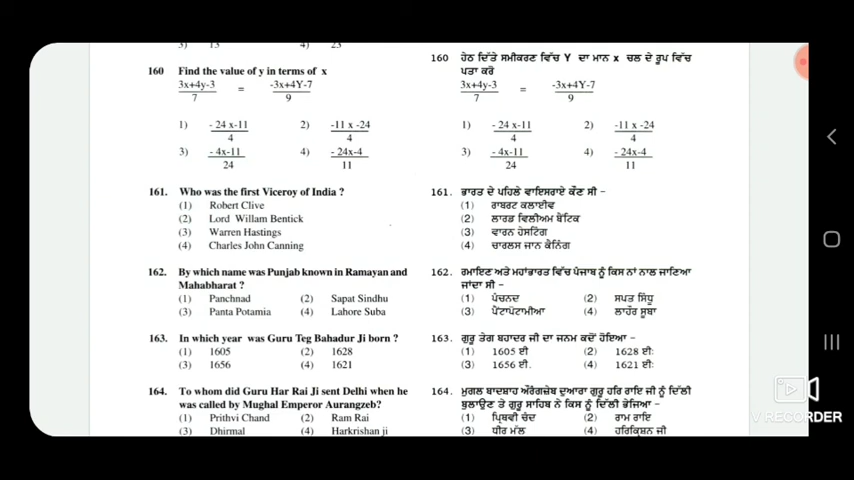 3) 13 4) 23
160 Find the value of y in terms of x
3x+4y-3 = -3x+4Y-7
7 9
1) - 24 x-11 2) -11 x -24
4 4
3) - 4x-11 4) - 24x-4
24 11
161. Who was the first Viceroy of India ?
(1) Robert Clive
(2) Lord Willam Bentick
(3) Warren Hastings
(4) Charles John Canning
162. By which name was Punjab known in Ramayan and
Mahabharat ?
(1) Panchnad (2) Sapat Sindhu
(3) Panta Potamia (4) Lahore Suba
163. In which year was Guru Teg Bahadur Ji born ?
(1) 1605 (2) 1628
(3) 1656 (4) 1621
164. To whom did Guru Har Rai Ji sent Delhi when he
was called by Mughal Emperor Aurangzeb?
(1) Prithvi Chand (2) Ram Rai
(3) Dhirmal (4) Harkrishan ji
160 ਹੇਠ ਦਿੱਤੇ ਸਮੀਕਰਣ ਵਿੱਚ Y ਦਾ ਮਾਨ x ਚਲ ਦੇ ਰੂਪ ਵਿੱਚ
ਪਤਾ ਕਰੋ
3x+4y-3 = -3x+4Y-7
7 9
1) - 24 x-11 2) -11 x -24
4 4
3) - 4x-11 4) - 24x-4
24 11
161. ਭਾਰਤ ਦੇ ਪਹਿਲੇ ਵਾਇਸਰਾਏ ਕੌਣ ਸੀ -
(1) ਰਾਬਰਟ ਕਲਾਈਵ
(2) ਲਾਰਡ ਵਿਲੀਅਮ ਬੈਂਟਿਕ
(3) ਵਾਰਨ ਹੇਸਟਿੰਗ
(4) ਚਾਰਲਸ ਜਾਨ ਕੈਨਿੰਗ
162. ਰਮਾਇਣ ਅਤੇ ਮਹਾਂਭਾਰਤ ਵਿੱਚ ਪੰਜਾਬ ਨੂੰ ਕਿਸ ਨਾਂ ਨਾਲ ਜਾਣਿਆ
ਜਾਂਦਾ ਸੀ -
(1) ਪੰਚਨਦ (2) ਸਪਤ ਸਿੰਧੂ
(3) ਪੈਂਟਾਪੋਟਾਮੀਆ (4) ਲਾਹੌਰ ਸੂਬਾ
163. ਗੁਰੂ ਤੇਗ ਬਹਾਦਰ ਜੀ ਦਾ ਜਨਮ ਕਦੋਂ ਹੋਇਆ -
(1) 1605 ਈ (2) 1628 ਈਃ
(3) 1656 ਈ. (4) 1621 ਈਃ
164. ਮੁਗਲ ਬਾਦਸ਼ਾਹ ਔਰੰਗਜ਼ੇਬ ਦੁਆਰਾ ਗੁਰੂ ਹਰਿ ਰਾਇ ਜੀ ਨੂੰ ਦਿੱਲੀ
ਬੁਲਾਉਣ ਤੇ ਗੁਰੂ ਸਾਹਿਬ ਨੇ ਕਿਸ ਨੂੰ ਦਿੱਲੀ ਭੇਜਿਆ -
(1) ਪ੍ਰਿਥਵੀ ਚੰਦ (2) ਰਾਮ ਰਾਇ
(3) ਧੀਰ ਮੱਲ (4) ਹਰਿਕ੍ਰਿਸ਼ਨ ਜੀ
V RECORDER